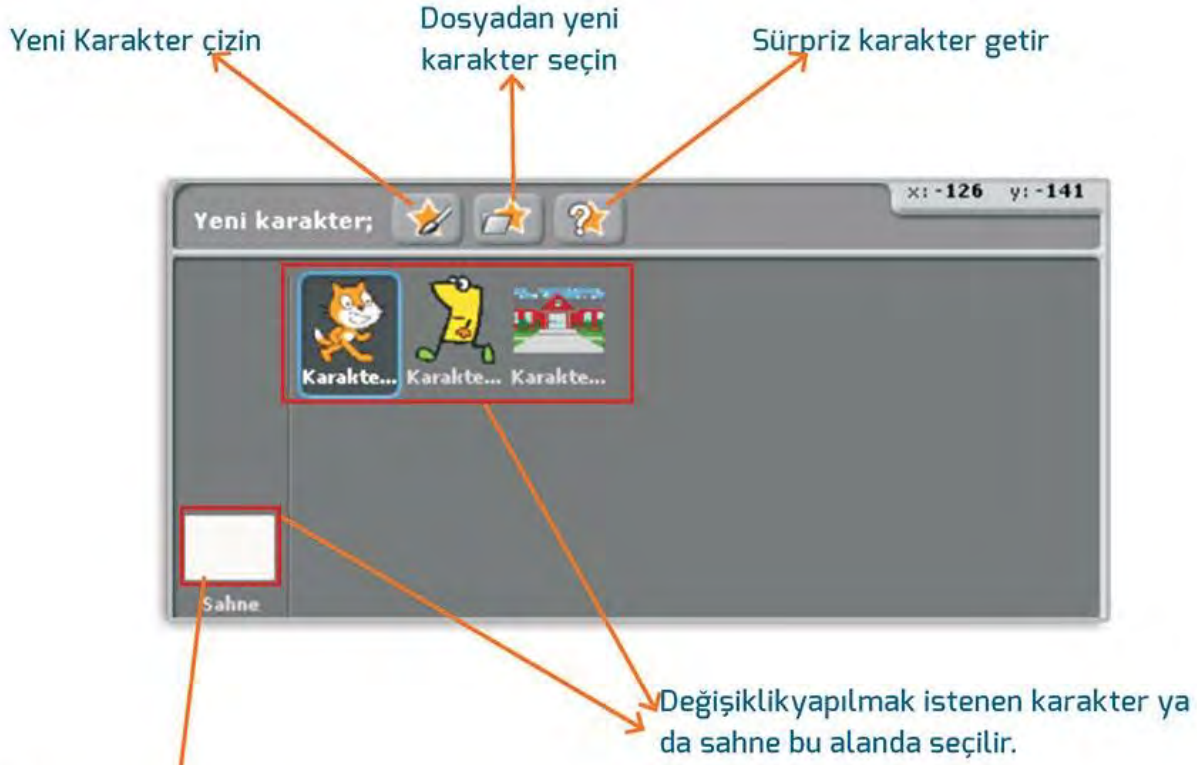 Yeni Karakter çizin
Dosyadan yeni
karakter seçin
Sürpriz karakter getir
Yeni karakter;
x: -126 y: -141
Karakte... Karakte... Karakte...
Sahne
Değişiklikyapılmak istenen karakter ya
da sahne bu alanda seçilir.